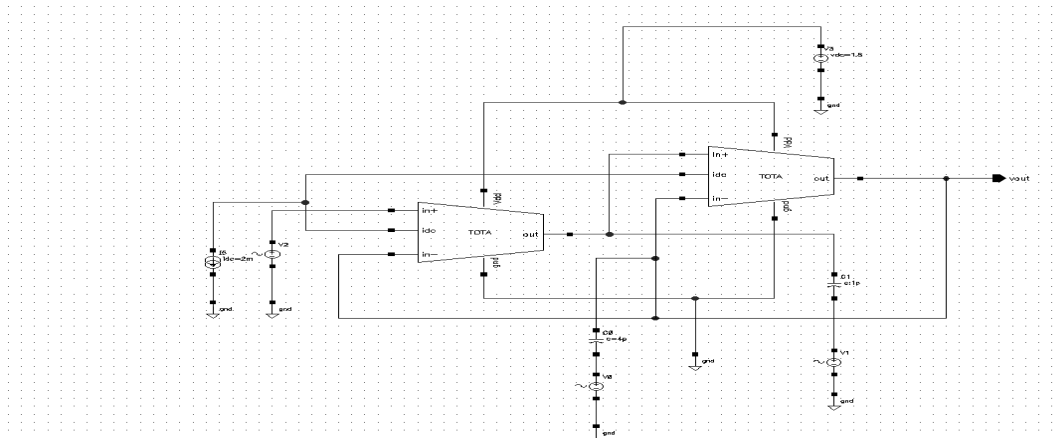 V3
vdc=1.5
gnd
Vdd
Vdd
in+
idc
in-
TOTA
out
vout
gnd
in+
idc
in-
TOTA
out
gnd
V2
idc=2m
gnd
gnd
C1
c:1p
C0
c=4p
gnd
V1
V0
gnd
gnd